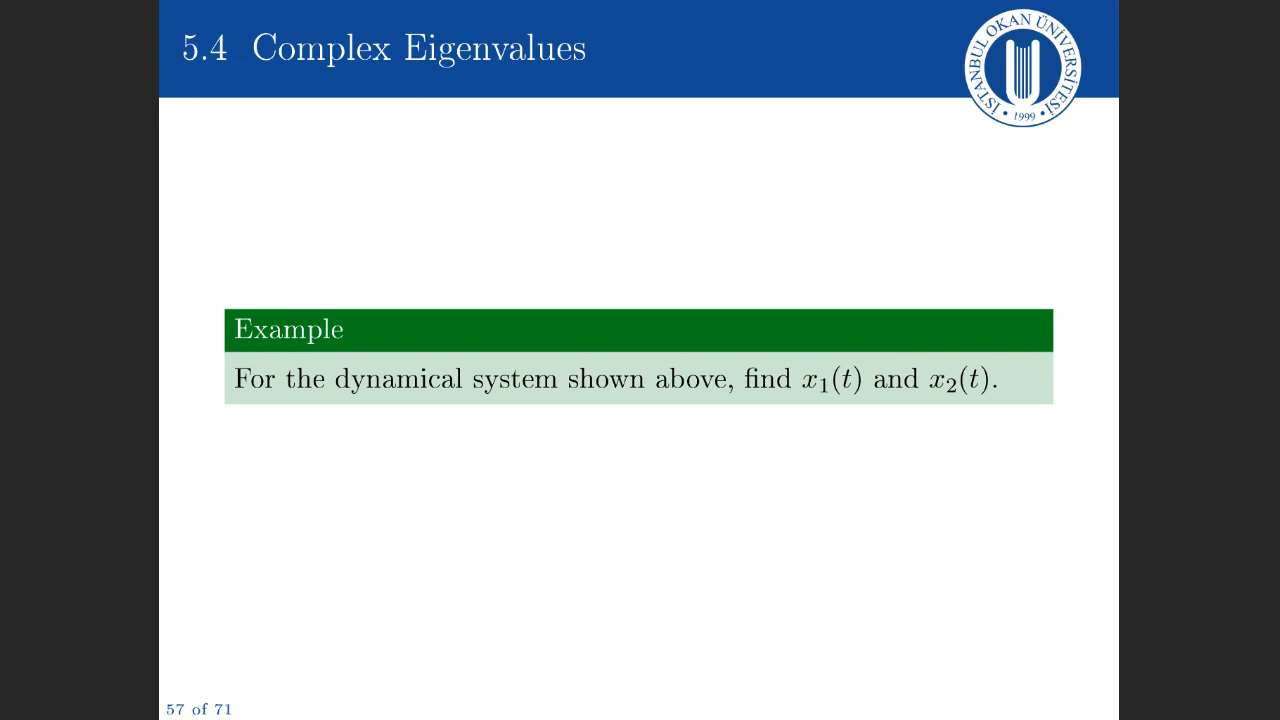 5.4 Complex Eigenvalues
İSTANBUL OKAN ÜNİVERSİTESİ
• 1999 •
Example
For the dynamical system shown above, find x₁(t) and x₂(t).
57 of 71